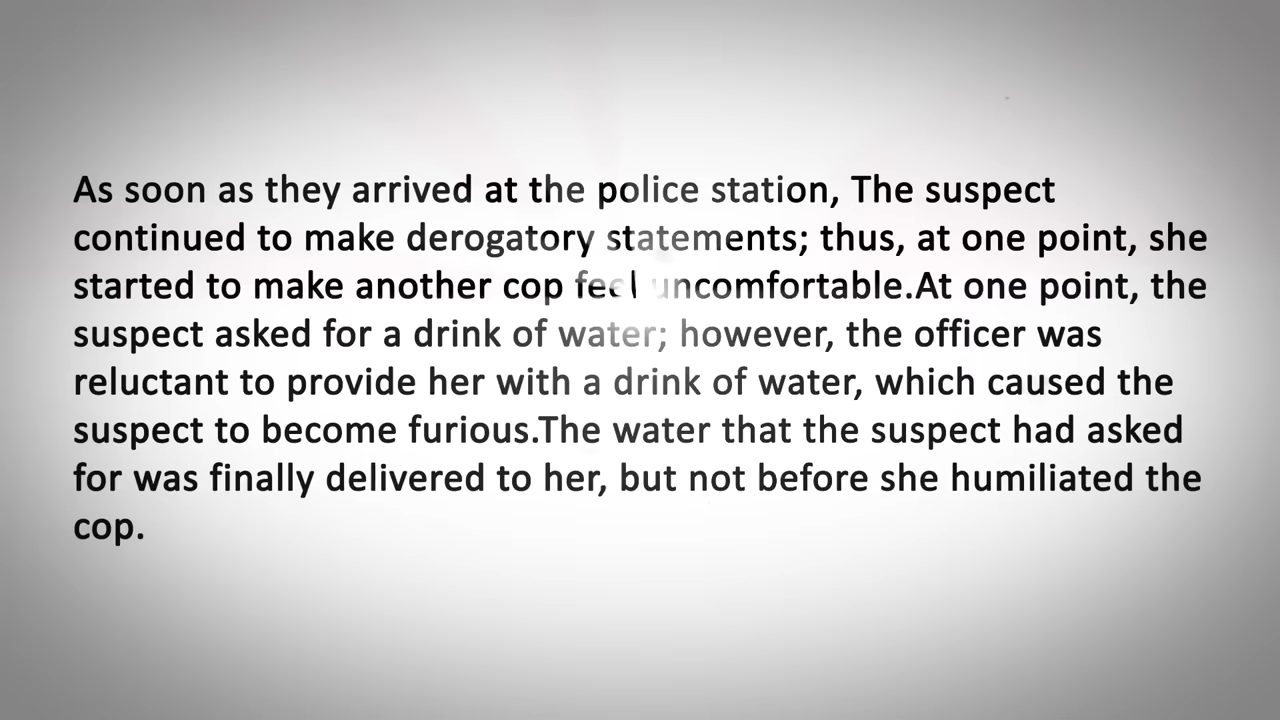 As soon as they arrived at the police station, The suspect
continued to make derogatory statements; thus, at one point, she
started to make another cop feel uncomfortable.At one point, the
suspect asked for a drink of water; however, the officer was
reluctant to provide her with a drink of water, which caused the
suspect to become furious.The water that the suspect had asked
for was finally delivered to her, but not before she humiliated the
cop.